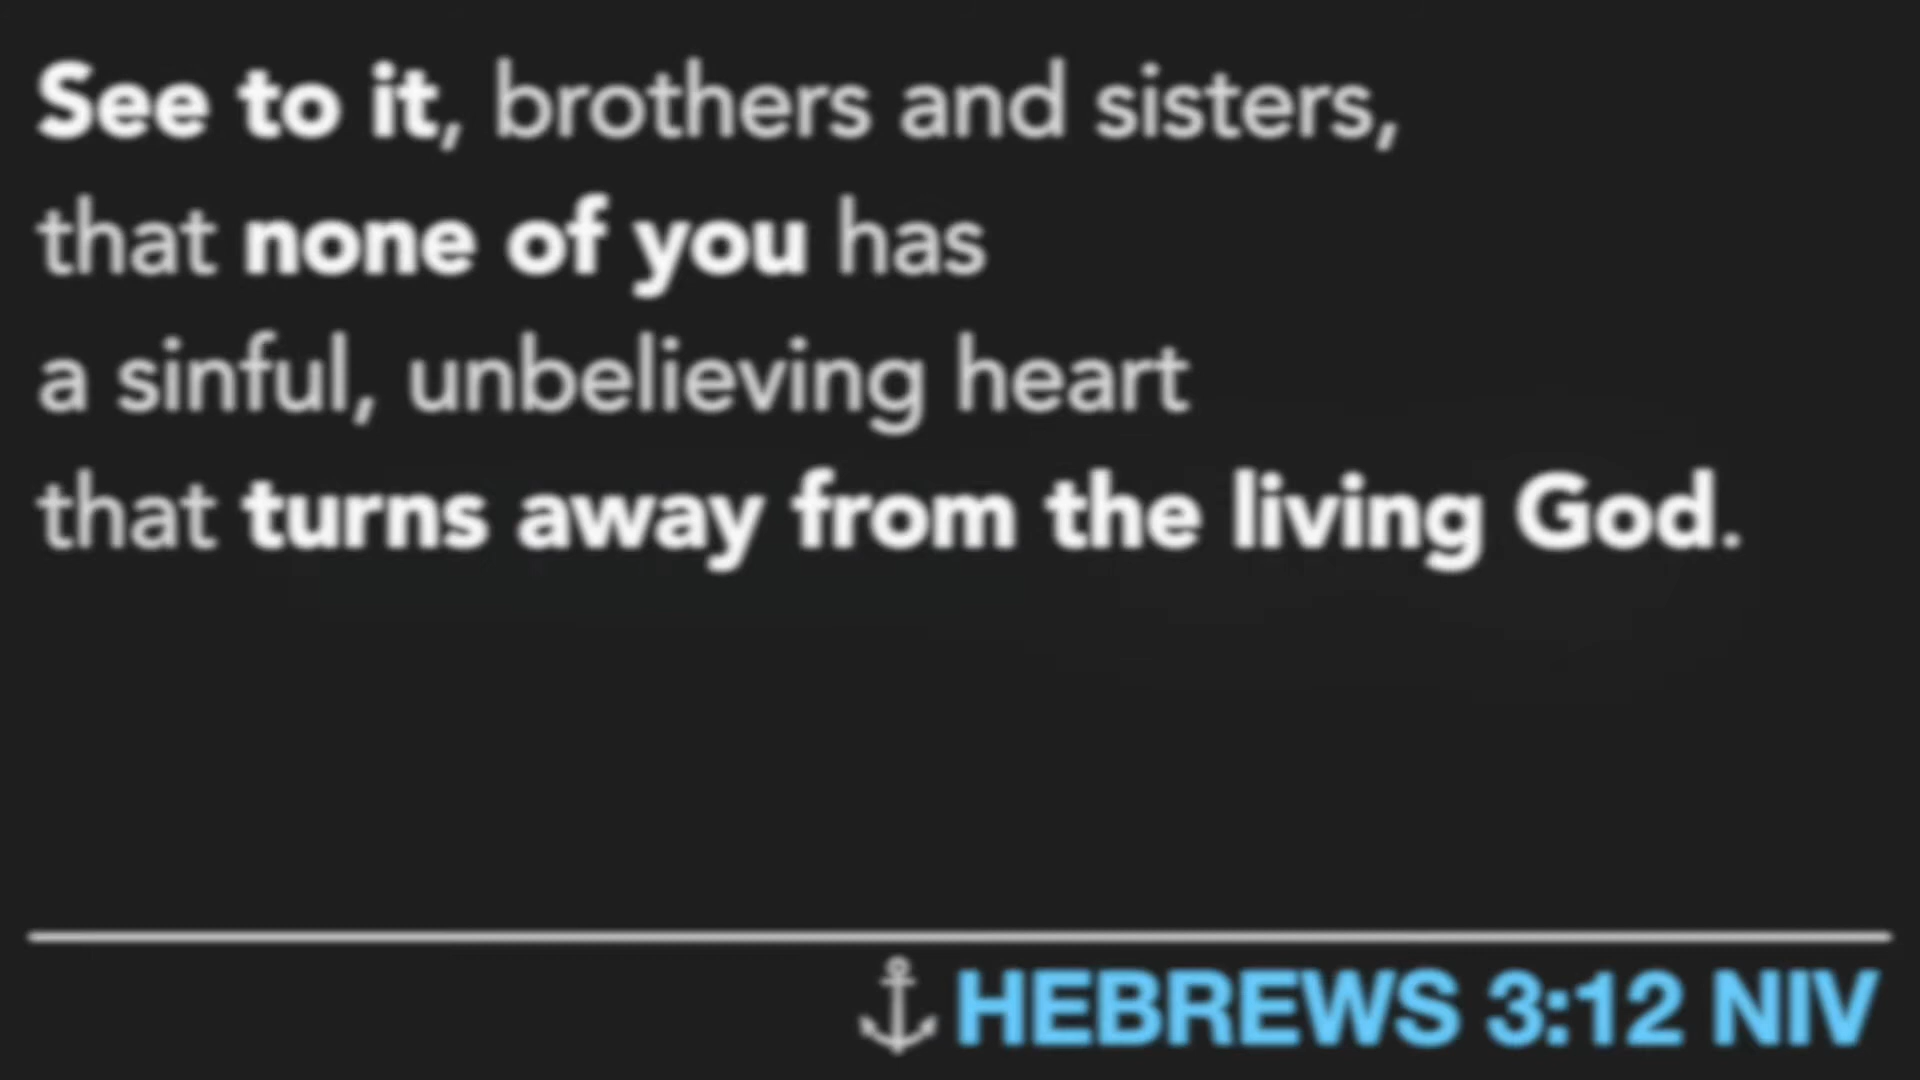 See to it, brothers and sisters,
that none of you has
a sinful, unbelieving heart
that turns away from the living God.
HEBREWS 3:12 NIV